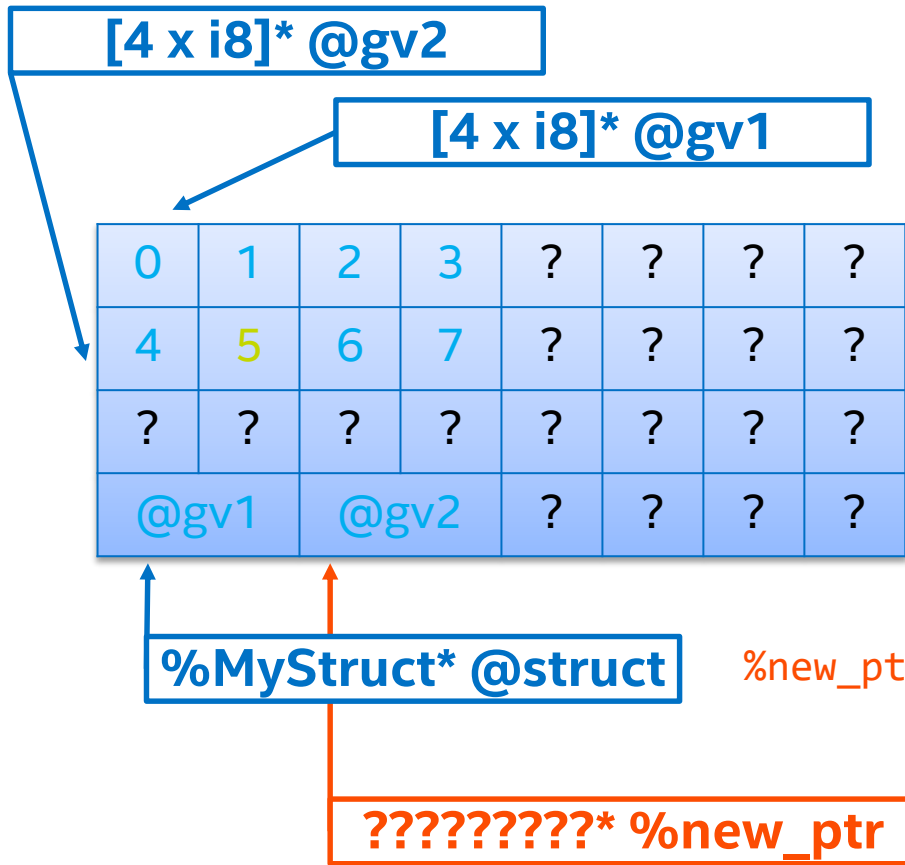 [4 x i8]* @gv2
[4 x i8]* @gv1
0 1 2 3 ? ? ? ?
4 5 6 7 ? ? ? ?
? ? ? ? ? ? ? ?
@gv1 @gv2 ? ? ? ?
%MyStruct* @struct %new_pt
?????????* %new_ptr